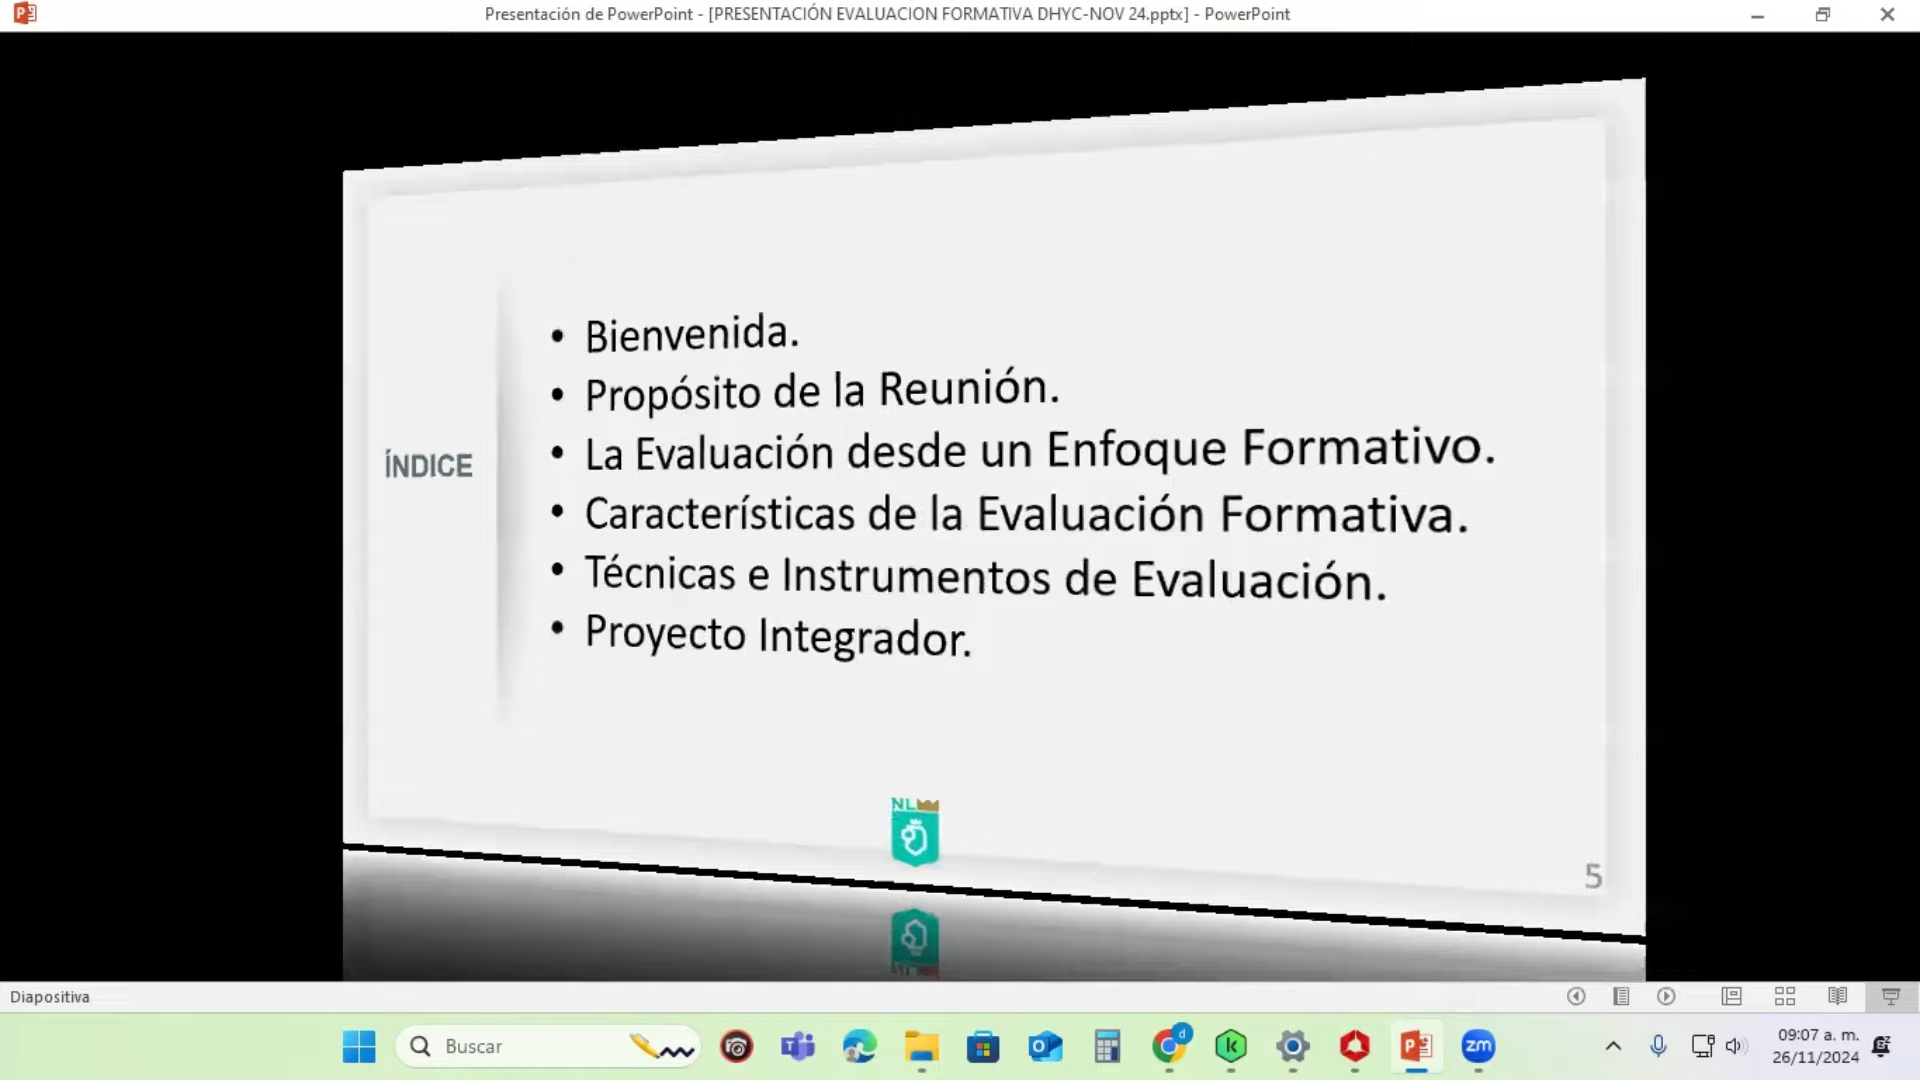 Presentación de PowerPoint - [PRESENTACIÓN EVALUACION FORMATIVA DHYC-NOV 24.pptx] - PowerPoint
ÍNDICE
• Bienvenida.
• Propósito de la Reunión.
• La Evaluación desde un Enfoque Formativo.
• Características de la Evaluación Formativa.
• Técnicas e Instrumentos de Evaluación.
• Proyecto Integrador.
NL
5
Diapositiva
Buscar
zm
09:07 a. m.
26/11/2024